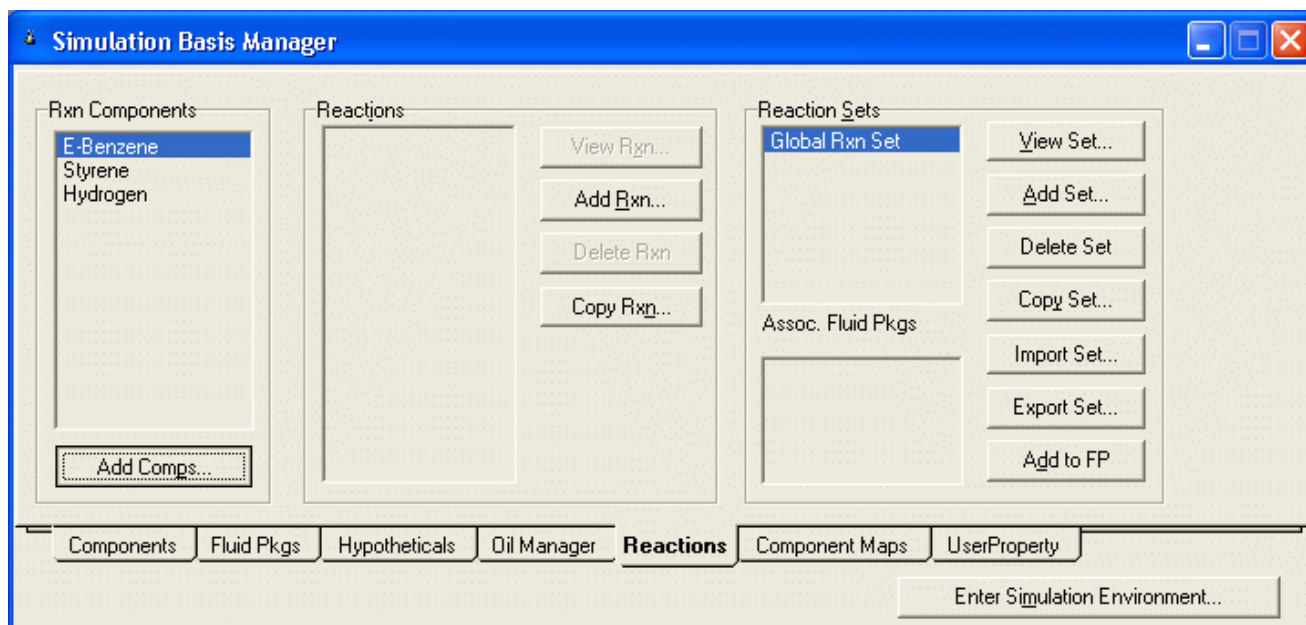 Simulation Basis Manager
Rxn Components
E-Benzene
Styrene
Hydrogen
Add Comps...
Reactions
View Rxn...
Add Rxn...
Delete Rxn
Copy Rxn...
Reaction Sets
Global Rxn Set
Assoc. Fluid Pkgs
View Set...
Add Set...
Delete Set
Copy Set...
Import Set...
Export Set...
Add to FP
Components Fluid Pkgs Hypotheticals Oil Manager Reactions Component Maps UserProperty
Enter Simulation Environment...